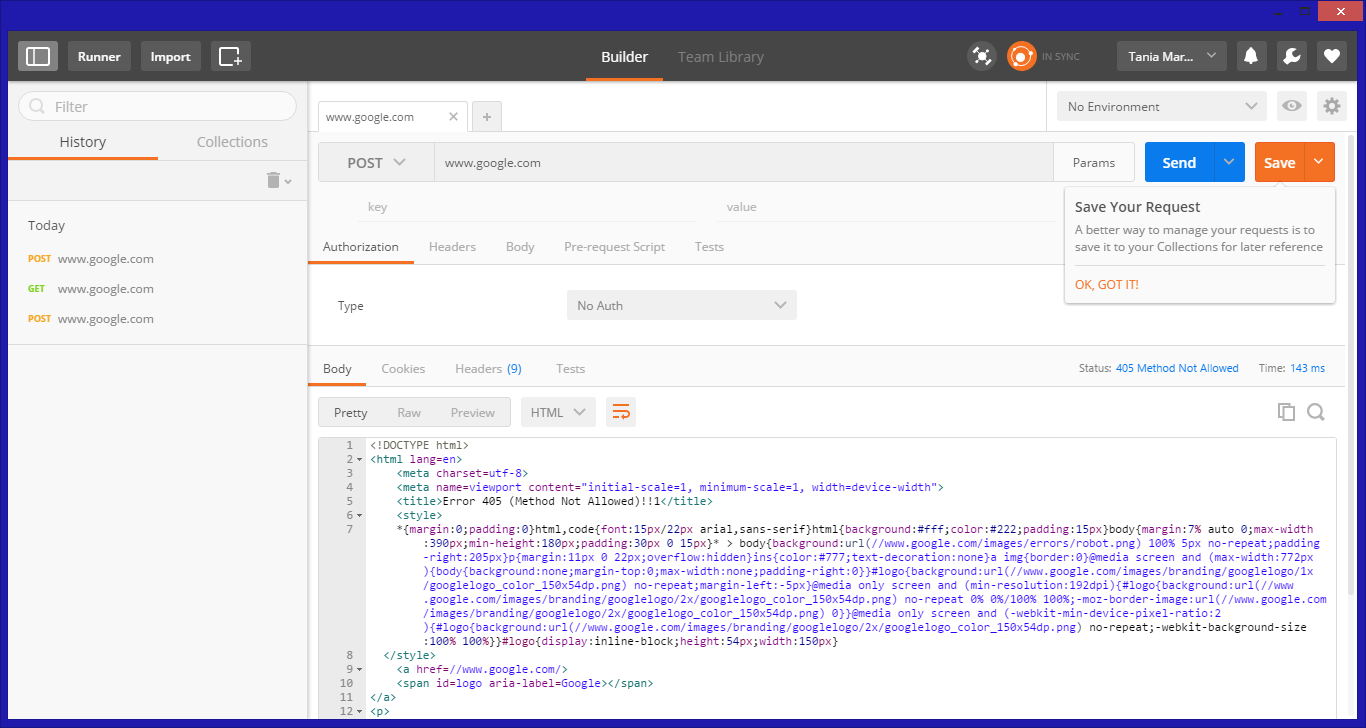 Runner
Import
Builder
Team Library
IN SYNC
Tania Mar...
Filter
History
Collections
Today
POST www.google.com
GET www.google.com
POST www.google.com
www.google.com
+
No Environment
POST
www.google.com
Params
Send
Save
key
value
Save Your Request
A better way to manage your requests is to
save it to your Collections for later reference
OK, GOT IT!
Authorization
Headers
Body
Pre-request Script
Tests
Type
No Auth
Body
Cookies
Headers (9)
Tests
Status: 405 Method Not Allowed
Time: 143 ms
Pretty
Raw
Preview
HTML
1 <!DOCTYPE html>
2 <html lang=en>
3 <meta charset=utf-8>
4 <meta name=viewport content="initial-scale=1, minimum-scale=1, width=device-width">
5 <title>Error 405 (Method Not Allowed)!!1</title>
6 <style>
7 *{margin:0;padding:0}html,code{font:15px/22px arial,sans-serif}html{background:#fff;color:#222;padding:15px}body{margin:7% auto 0;max-width
:390px;min-height:180px;padding:30px 0 15px}* > body{background:url(//www.google.com/images/errors/robot.png) 100% 5px no-repeat;padding
-right:205px}p{margin:11px 0 22px;overflow:hidden}ins{color:#777;text-decoration:none}a img{border:0}@media screen and (max-width:772px
){body{background:none;margin-top:0;max-width:none;padding-right:0}}#logo{background:url(//www.google.com/images/branding/googlelogo/1x
/googlelogo_color_150x54dp.png) no-repeat;margin-left:-5px}@media only screen and (min-resolution:192dpi){#logo{background:url(//www
.google.com/images/branding/googlelogo/2x/googlelogo_color_150x54dp.png) no-repeat 0% 0%/100% 100%;-moz-border-image:url(//www.google.com
/images/branding/googlelogo/2x/googlelogo_color_150x54dp.png) 0}}@media only screen and (-webkit-min-device-pixel-ratio:2
){#logo{background:url(//www.google.com/images/branding/googlelogo/2x/googlelogo_color_150x54dp.png) no-repeat;-webkit-background-size
:100% 100%}}#logo{display:inline-block;height:54px;width:150px}
8 </style>
9 <a href=//www.google.com/>
10 <span id=logo aria-label=Google></span>
11 </a>
12 <p>